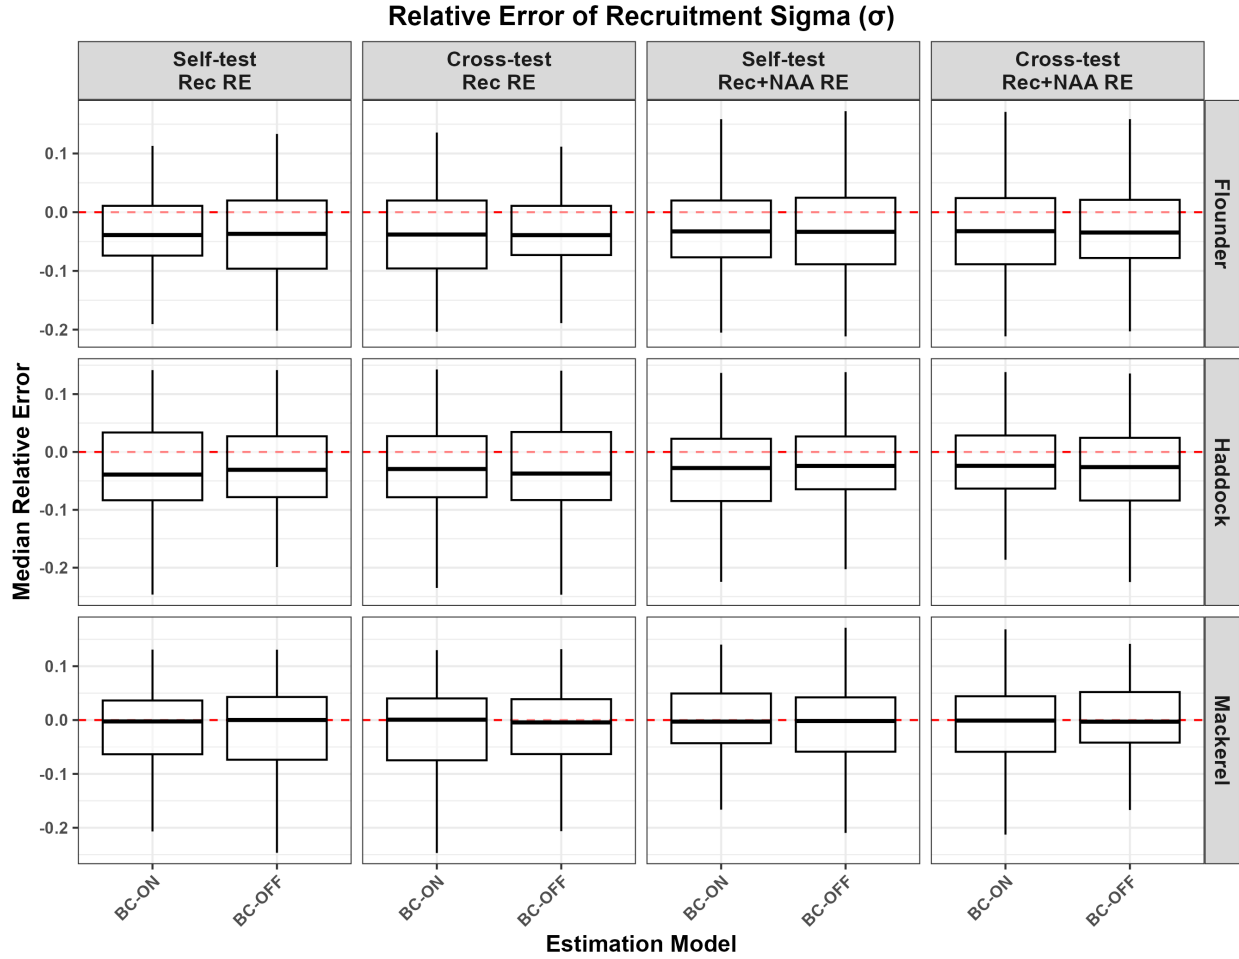 Relative Error of Recruitment Sigma (σ)
Self-test
Rec RE
Cross-test
Rec RE
Self-test
Rec+NAA RE
Cross-test
Rec+NAA RE
Median Relative Error
0.1
0.0
-0.1
-0.2
Flounder
0.1
0.0
-0.1
-0.2
Haddock
0.1
0.0
-0.1
-0.2
Mackerel
BC-ON
BC-OFF
BC-ON
BC-OFF
BC-ON
BC-OFF
BC-ON
BC-OFF
Estimation Model